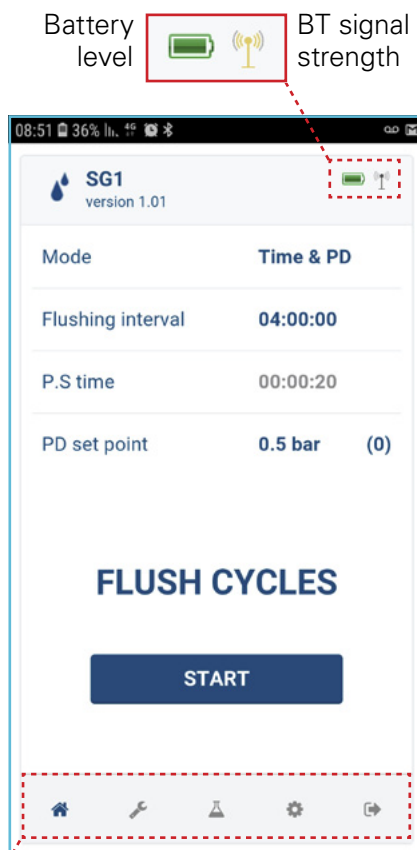 Battery level
BT signal strength
08:51 36% 4G
SG1
version 1.01
Mode Time & PD
Flushing interval 04:00:00
P.S time 00:00:20
PD set point 0.5 bar (0)
FLUSH CYCLES
START